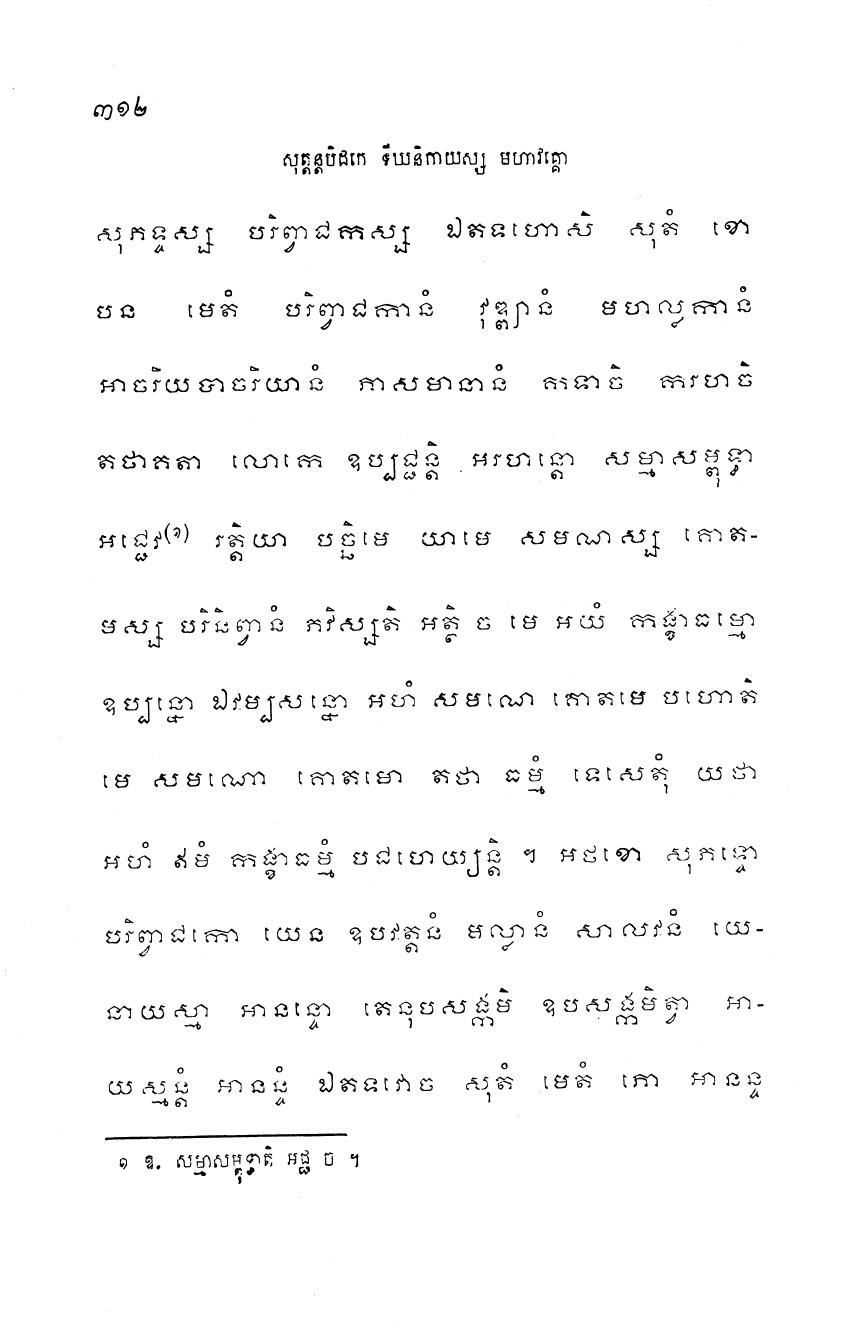 ៣១២
សុត្តន្តបិដកេ ទីឃនិកាយស្ស មហាវគ្គោ
សុភទ្ទស្ស បរិព្វាជកស្ស ឯតទហោសិ សុតំ ខោ
បន មេតំ បរិព្វាជកានំ វុឌ្ឍានំ មហល្លកានំ
អាចរិយបាចរិយានំ ភាសមានានំ កទាចិ ករហចិ
តថាគតា លោកេ ឧប្បជ្ជន្តិ អរហន្តោ សម្មាសម្ពុទ្ធា
អជ្ជេវ(១) រត្តិយា បច្ឆិមេ យាមេ សមណស្ស គោត-
មស្ស បរិនិព្វានំ ភវិស្សតិ អត្ថិ ច មេ អយំ កង្ខាធម្មោ
ឧប្បន្នោ ឯវម្បសន្នោ អហំ សមណេ គោតមេ បហោតិ
មេ សមណោ គោតមោ តថា ធម្មំ ទេសេតុំ យថា
អហំ ឥមំ កង្ខាធម្មំ បជហេយ្យន្តិ ។ អថខោ សុភទ្ទោ
បរិព្វាជកោ យេន ឧបវត្តនំ មល្លានំ សាលវនំ យេ-
នាយស្មា អានន្ទោ តេនុបសង្កមិ ឧបសង្កមិត្វា អា-
យស្មន្តំ អានន្ទំ ឯតទវោច សុតំ មេតំ ភោ អានន្ទ
១ ឱ. សម្មាសម្ពុទ្ធាតិ អជ្ជ ច ។